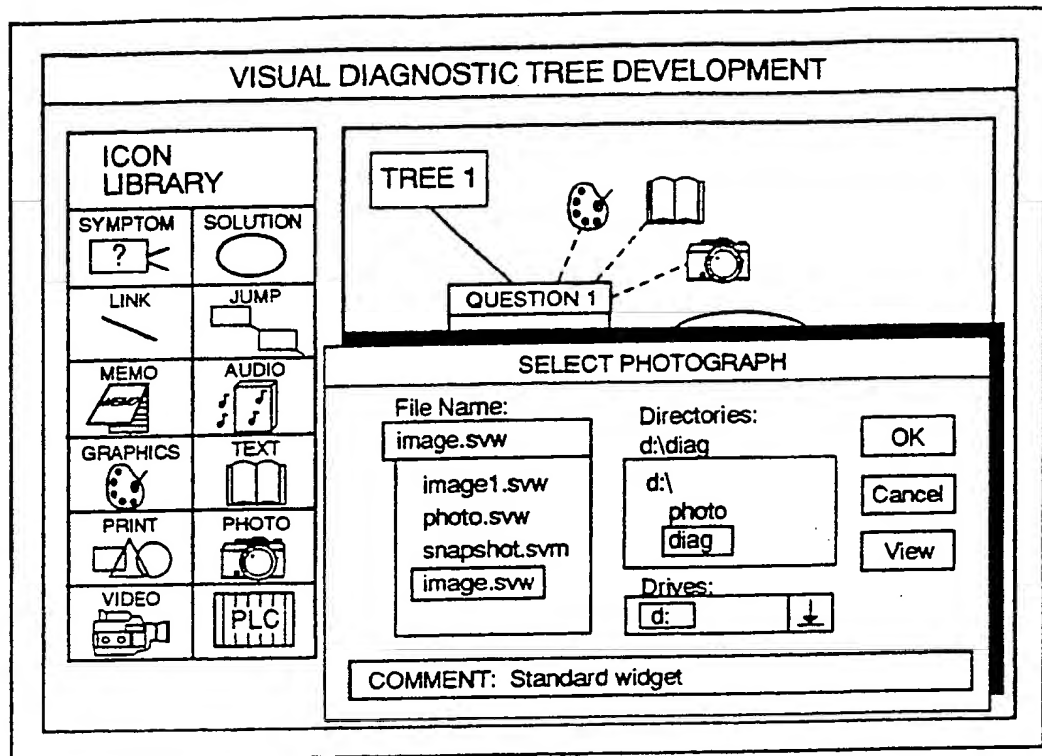 VISUAL DIAGNOSTIC TREE DEVELOPMENT
ICON
LIBRARY
SYMPTOM
SOLUTION
?
LINK
JUMP
MEMO
AUDIO
MEMO
GRAPHICS
TEXT
PRINT
PHOTO
VIDEO
PLC
TREE 1
QUESTION 1
SELECT PHOTOGRAPH
File Name:
image.svw
image1.svw
photo.svw
snapshot.svm
image.svw
Directories:
d:\diag
d:\
photo
diag
Drives:
d:
OK
Cancel
View
COMMENT: Standard widget